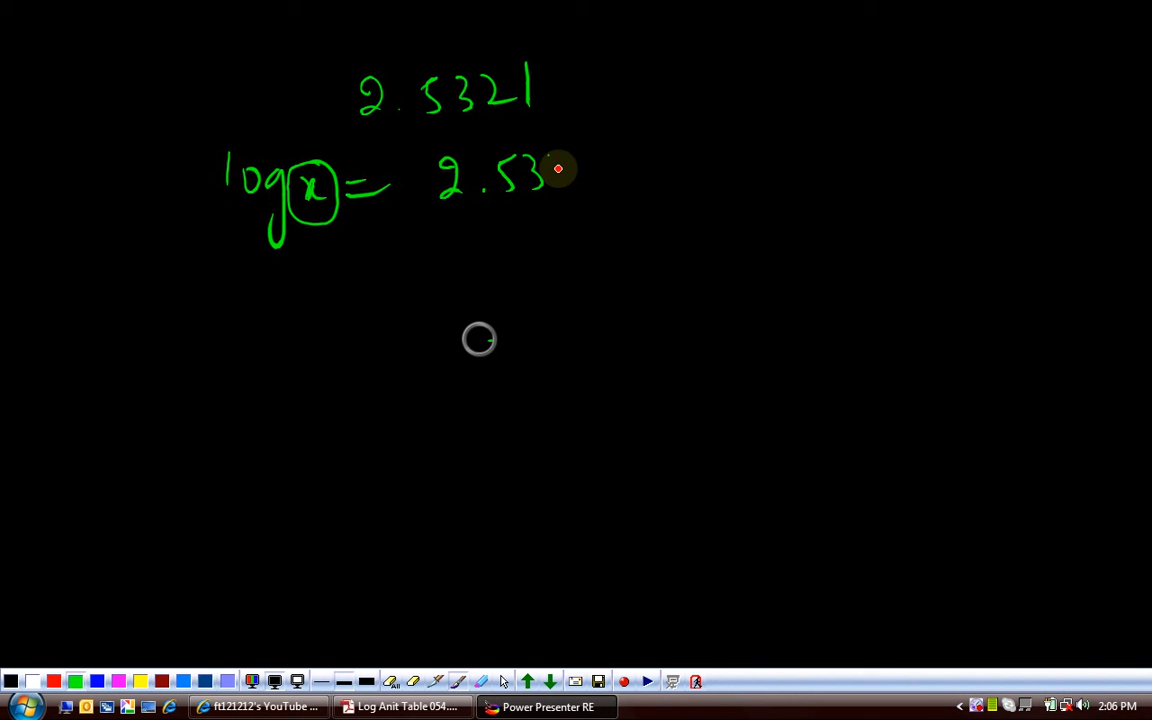 2.5321
log x = 2.53
ft121212's YouTube ... Log Anit Table 054.... Power Presenter RE < 2:06 PM